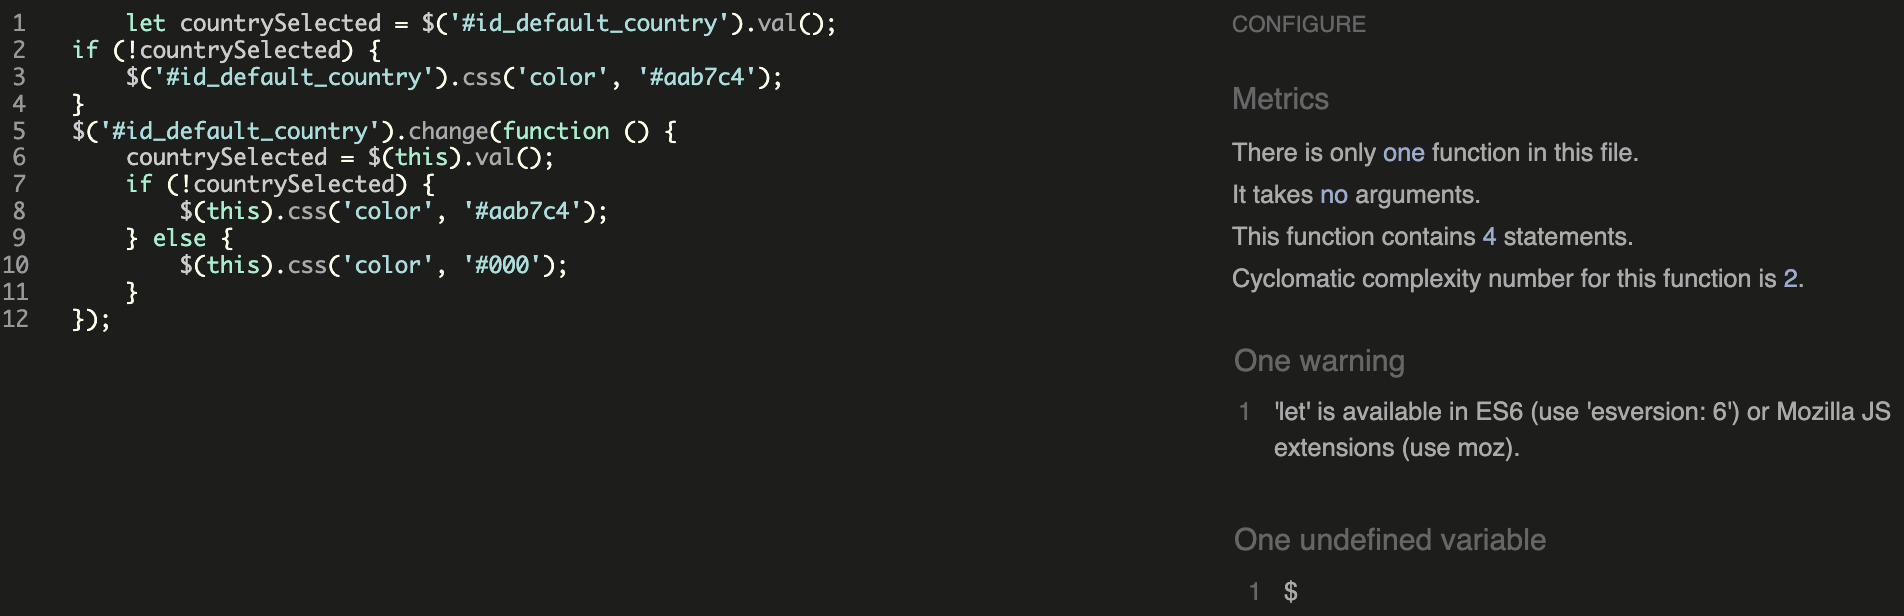 1 let countrySelected = $('#id_default_country').val();
2 if (!countrySelected) {
3 $('#id_default_country').css('color', '#aab7c4');
4 }
5 $('#id_default_country').change(function () {
6 countrySelected = $(this).val();
7 if (!countrySelected) {
8 $(this).css('color', '#aab7c4');
9 } else {
10 $(this).css('color', '#000');
11 }
12 });
CONFIGURE
Metrics
There is only one function in this file.
It takes no arguments.
This function contains 4 statements.
Cyclomatic complexity number for this function is 2.
One warning
1 'let' is available in ES6 (use 'esversion: 6') or Mozilla JS
extensions (use moz).
One undefined variable
1 $